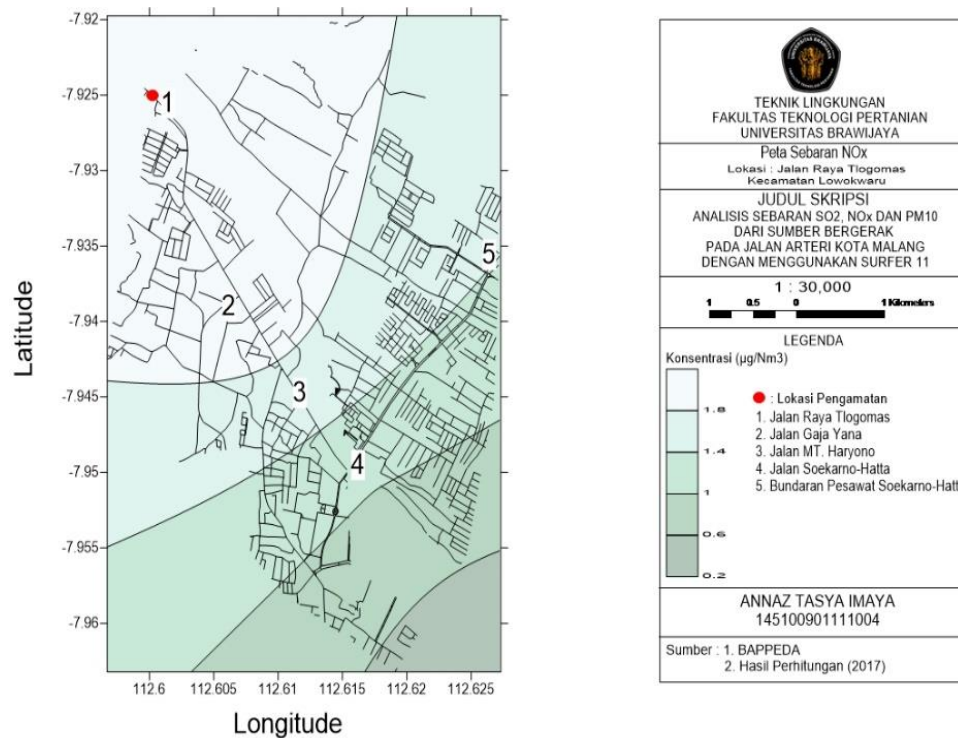 -7.92
-7.925
-7.93
-7.935
-7.94
-7.945
-7.95
-7.955
-7.96
Latitude
1
2
3
4
5
112.6
112.605
112.61
112.615
112.62
112.625
Longitude
TEKNIK LINGKUNGAN
FAKULTAS TEKNOLOGI PERTANIAN
UNIVERSITAS BRAWIJAYA
Peta Sebaran NOx
Lokasi : Jalan Raya Tlogomas
Kecamatan Lowokwaru
JUDUL SKRIPSI
ANALISIS SEBARAN SO2, NOx DAN PM10
DARI SUMBER BERGERAK
PADA JALAN ARTERI KOTA MALANG
DENGAN MENGGUNAKAN SURFER 11
1 : 30,000
1 0.5 0 1 Kilometers
LEGENDA
Konsentrasi (µg/Nm3)
1.8
1.4
1
0.6
0.2
: Lokasi Pengamatan
1. Jalan Raya Tlogomas
2. Jalan Gaja Yana
3. Jalan MT. Haryono
4. Jalan Soekarno-Hatta
5. Bundaran Pesawat Soekarno-Hatt
ANNAZ TASYA IMAYA
145100901111004
Sumber : 1. BAPPEDA
2. Hasil Perhitungan (2017)